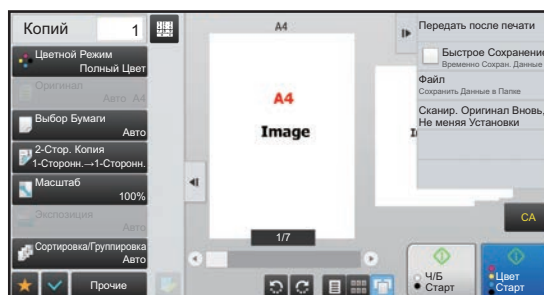 Копий 1
Цветной Режим
Полный Цвет
Оригинал
Авто A4
Выбор Бумаги
Авто
2-Стор. Копия
1-Сторонн.→1-Сторонн.
Масштаб
100%
Экспозиция
Авто
Сортировка/Группировка
Авто
Прочие
A4
A4
Image
I
1/7
Передать после печати
Быстрое Сохранение
Временно Сохран. Данные
Файл
Сохранить Данные в Папке
Сканир. Оригинал Вновь,
Не меняя Установки
CA
Ч/Б
Старт
Цвет
Старт